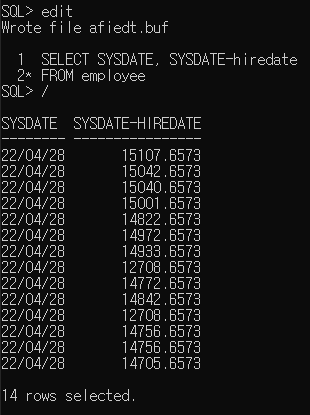 SQL> edit
Wrote file afiedt.buf
1 SELECT SYSDATE, SYSDATE-hiredate
2* FROM employee
SQL> /
SYSDATE SYSDATE-HIREDATE
-------- ----------------
22/04/28 15107.6573
22/04/28 15042.6573
22/04/28 15040.6573
22/04/28 15001.6573
22/04/28 14822.6573
22/04/28 14972.6573
22/04/28 14933.6573
22/04/28 12708.6573
22/04/28 14772.6573
22/04/28 14842.6573
22/04/28 12708.6573
22/04/28 14756.6573
22/04/28 14756.6573
22/04/28 14705.6573
14 rows selected.